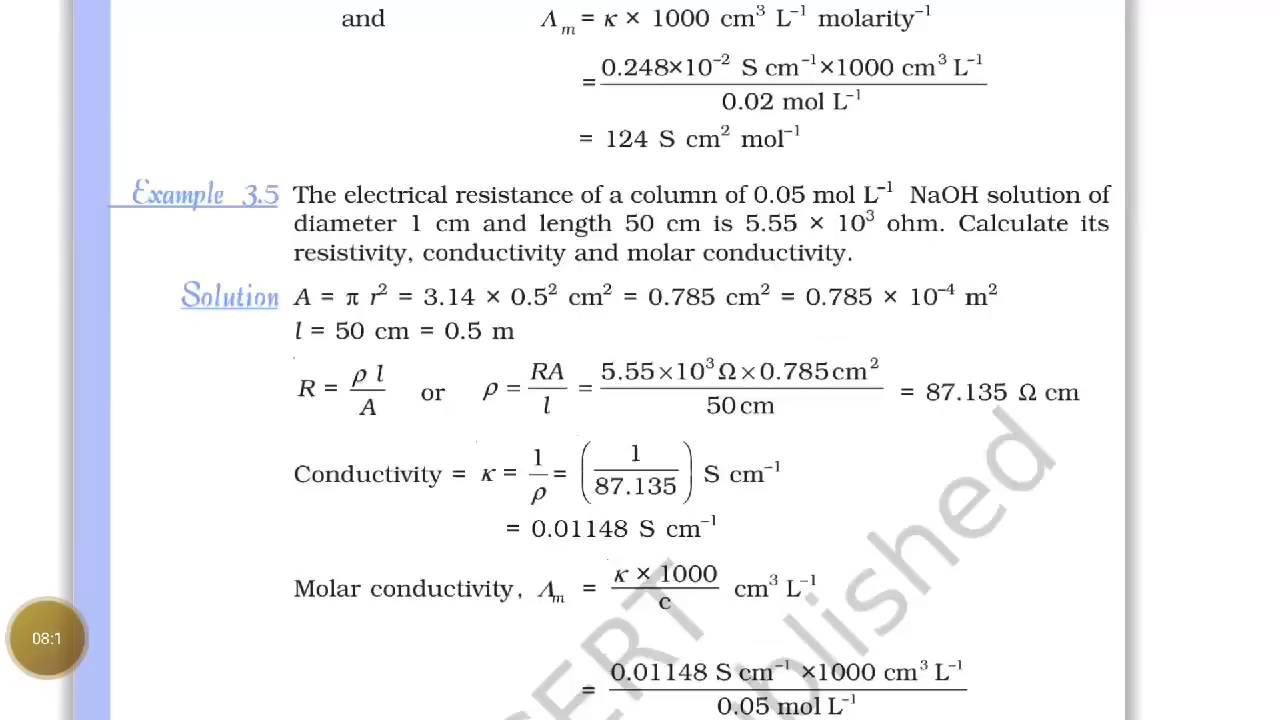 and Λm = κ × 1000 cm³ L⁻¹ molarity⁻¹
= 0.248×10⁻² S cm⁻¹×1000 cm³ L⁻¹ / 0.02 mol L⁻¹
= 124 S cm² mol⁻¹
Example 3.5 The electrical resistance of a column of 0.05 mol L⁻¹ NaOH solution of
diameter 1 cm and length 50 cm is 5.55 × 10³ ohm. Calculate its
resistivity, conductivity and molar conductivity.
Solution A = π r² = 3.14 × 0.5² cm² = 0.785 cm² = 0.785 × 10⁻⁴ m²
l = 50 cm = 0.5 m
R = ρ l / A or ρ = RA / l = 5.55×10³ Ω×0.785cm² / 50cm = 87.135 Ω cm
Conductivity = κ = 1 / ρ = (1 / 87.135) S cm⁻¹
= 0.01148 S cm⁻¹
Molar conductivity, Λm = κ × 1000 / c cm³ L⁻¹
08:1
= 0.01148 S cm⁻¹ ×1000 cm³ L⁻¹ / 0.05 mol L⁻¹